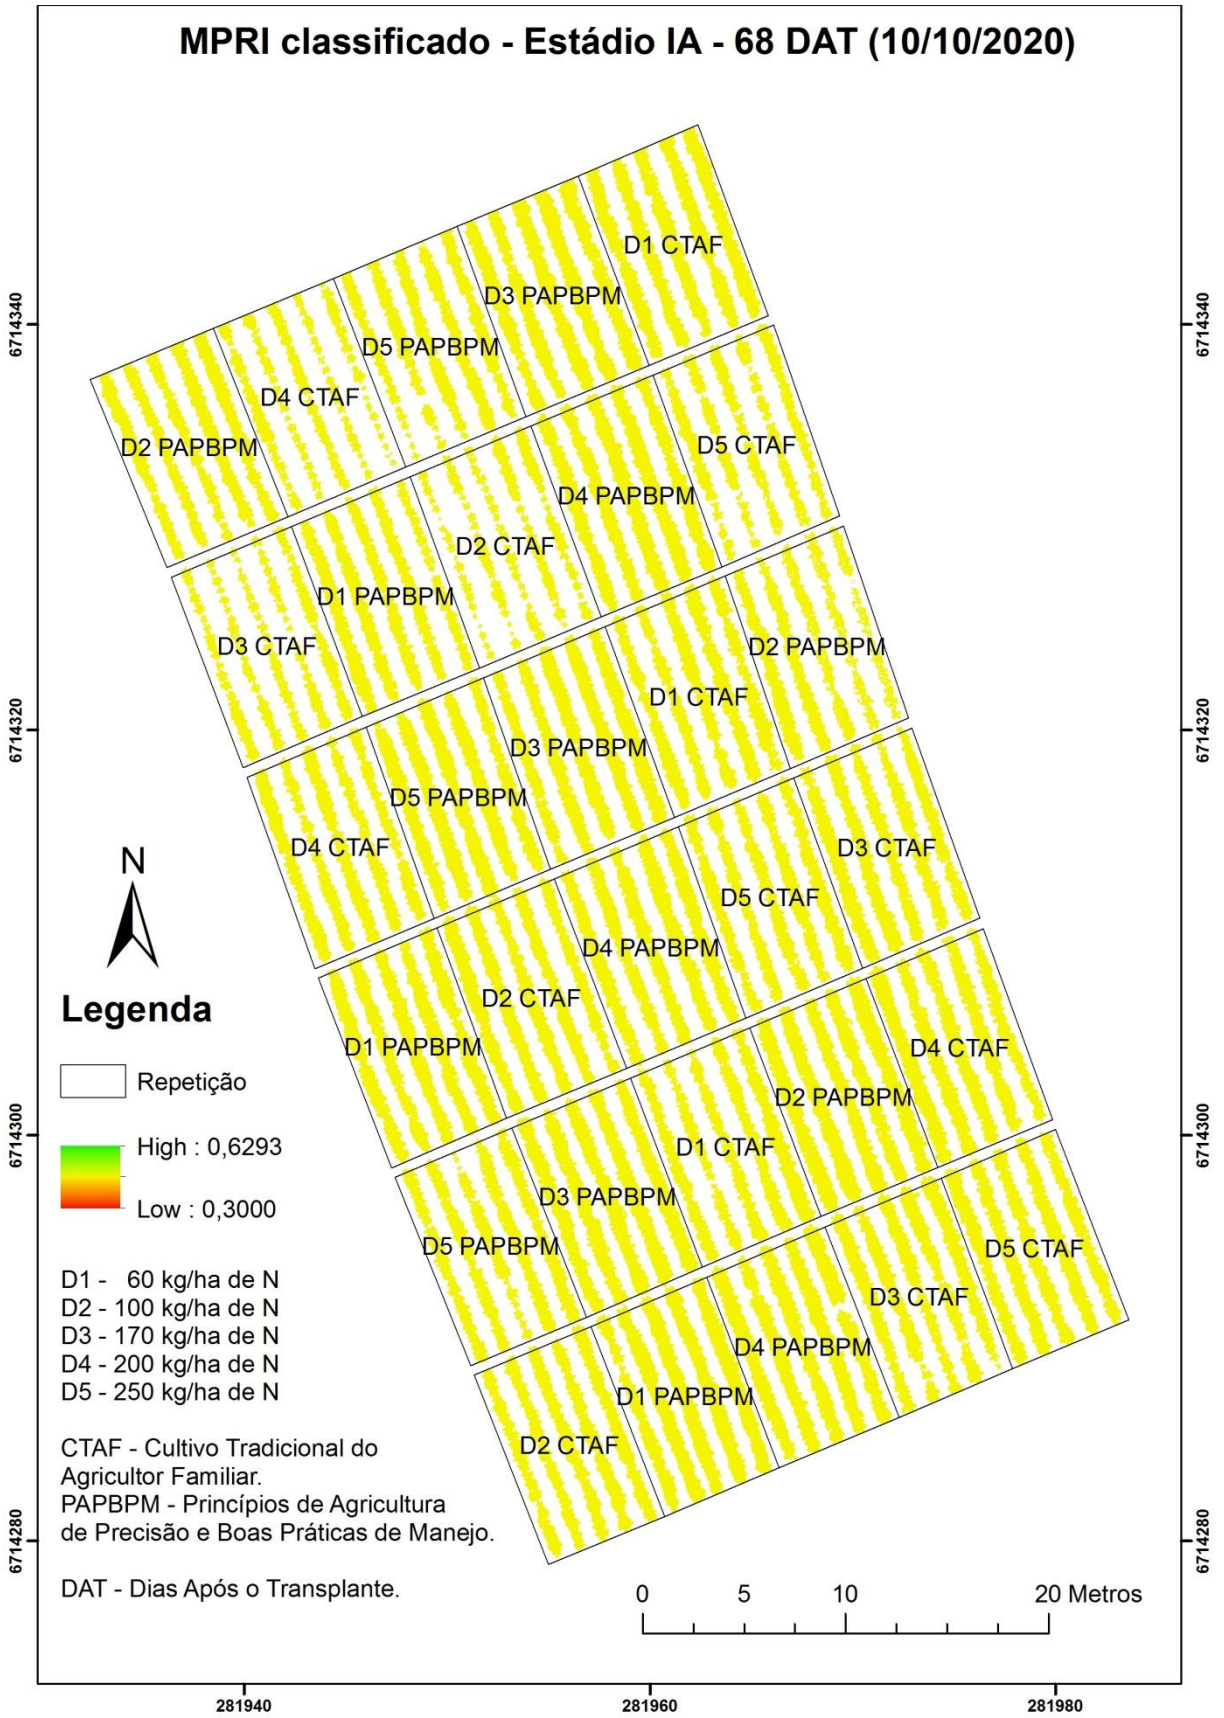 MPRI classificado - Estádio IA - 68 DAT (10/10/2020)
D1 CTAF
D3 PAPBPM
D5 PAPBPM
D4 CTAF
D2 PAPBPM
D5 CTAF
D4 PAPBPM
D2 CTAF
D1 PAPBPM
D3 CTAF
D2 PAPBPM
D1 CTAF
D3 PAPBPM
D5 PAPBPM
D4 CTAF
D3 CTAF
D5 CTAF
D4 PAPBPM
D2 CTAF
D1 PAPBPM
D4 CTAF
D2 PAPBPM
D1 CTAF
D3 PAPBPM
D5 PAPBPM
D5 CTAF
D3 CTAF
D4 PAPBPM
D1 PAPBPM
D2 CTAF
6714340
6714320
6714300
6714280
6714340
6714320
6714300
6714280
N
Legenda
Repetição
High : 0,6293
Low : 0,3000
D1 - 60 kg/ha de N
D2 - 100 kg/ha de N
D3 - 170 kg/ha de N
D4 - 200 kg/ha de N
D5 - 250 kg/ha de N
CTAF - Cultivo Tradicional do
Agricultor Familiar.
PAPBPM - Princípios de Agricultura
de Precisão e Boas Práticas de Manejo.
DAT - Dias Após o Transplante.
0 5 10 20 Metros
281940 281960 281980